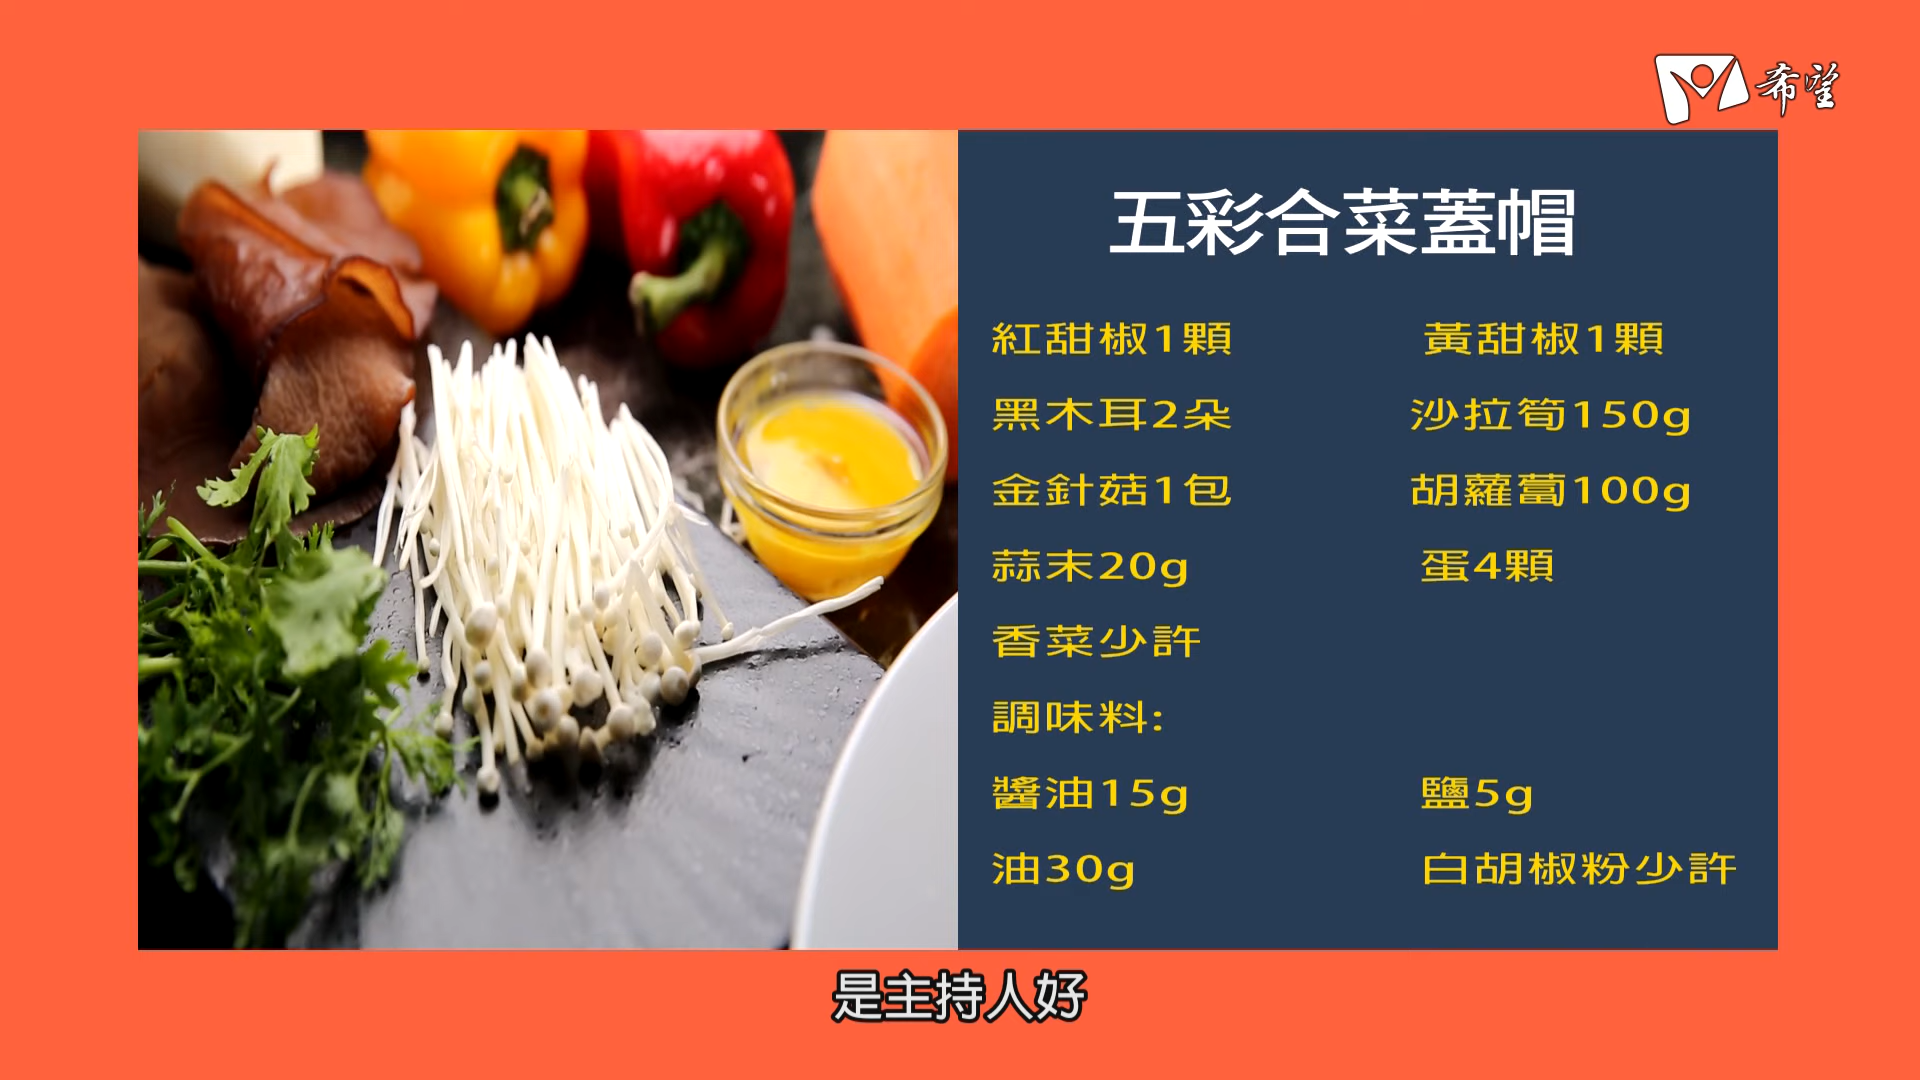 希望
五彩合菜蓋帽
紅甜椒1顆 黃甜椒1顆
黑木耳2朵 沙拉筍150g
金針菇1包 胡蘿蔔100g
蒜末20g 蛋4顆
香菜少許
調味料:
醬油15g 鹽5g
油30g 白胡椒粉少許
是主持人好